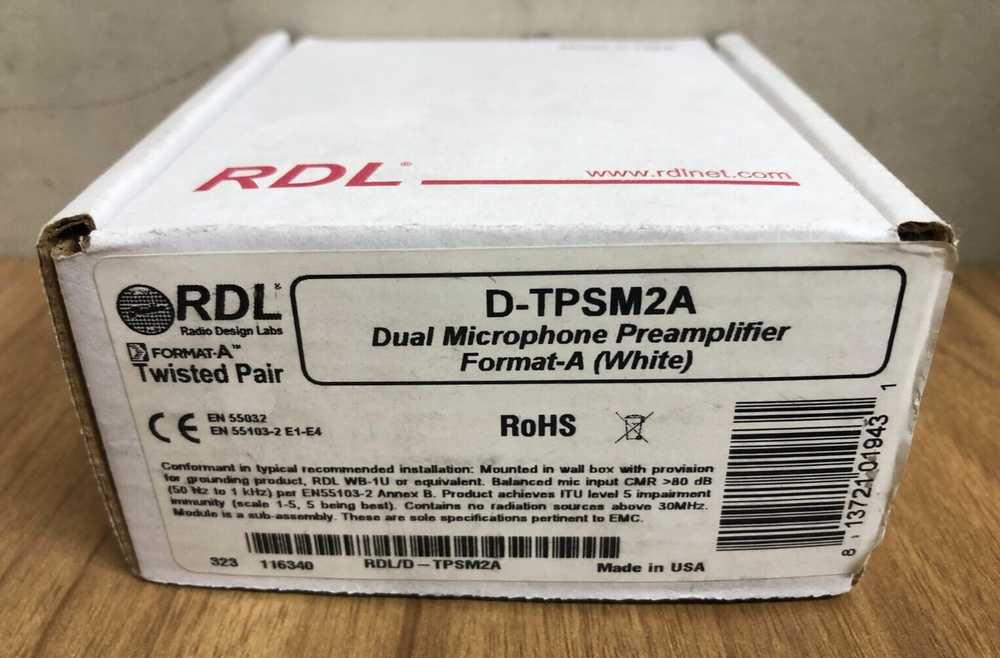 RDL®
www.rdlnet.com
RDL®
Radio Design Labs
FORMAT-A™
Twisted Pair
D-TPSM2A
Dual Microphone Preamplifier
Format-A (White)
CE EN 55032
EN 55103-2 E1-E4
RoHS
Conformant in typical recommended installation: Mounted in wall box with provision
for grounding product, RDL WB-1U or equivalent. Balanced mic input CMR >80 dB
(50 Hz to 1 kHz) per EN55103-2 Annex B. Product achieves ITU level 5 impairment
immunity (scale 1-5, 5 being best). Contains no radiation sources above 30MHz.
Module is a sub-assembly. These are sole specifications pertinent to EMC.
323 116340 RDL/D-TPSM2A Made in USA
8 13721 01943 1